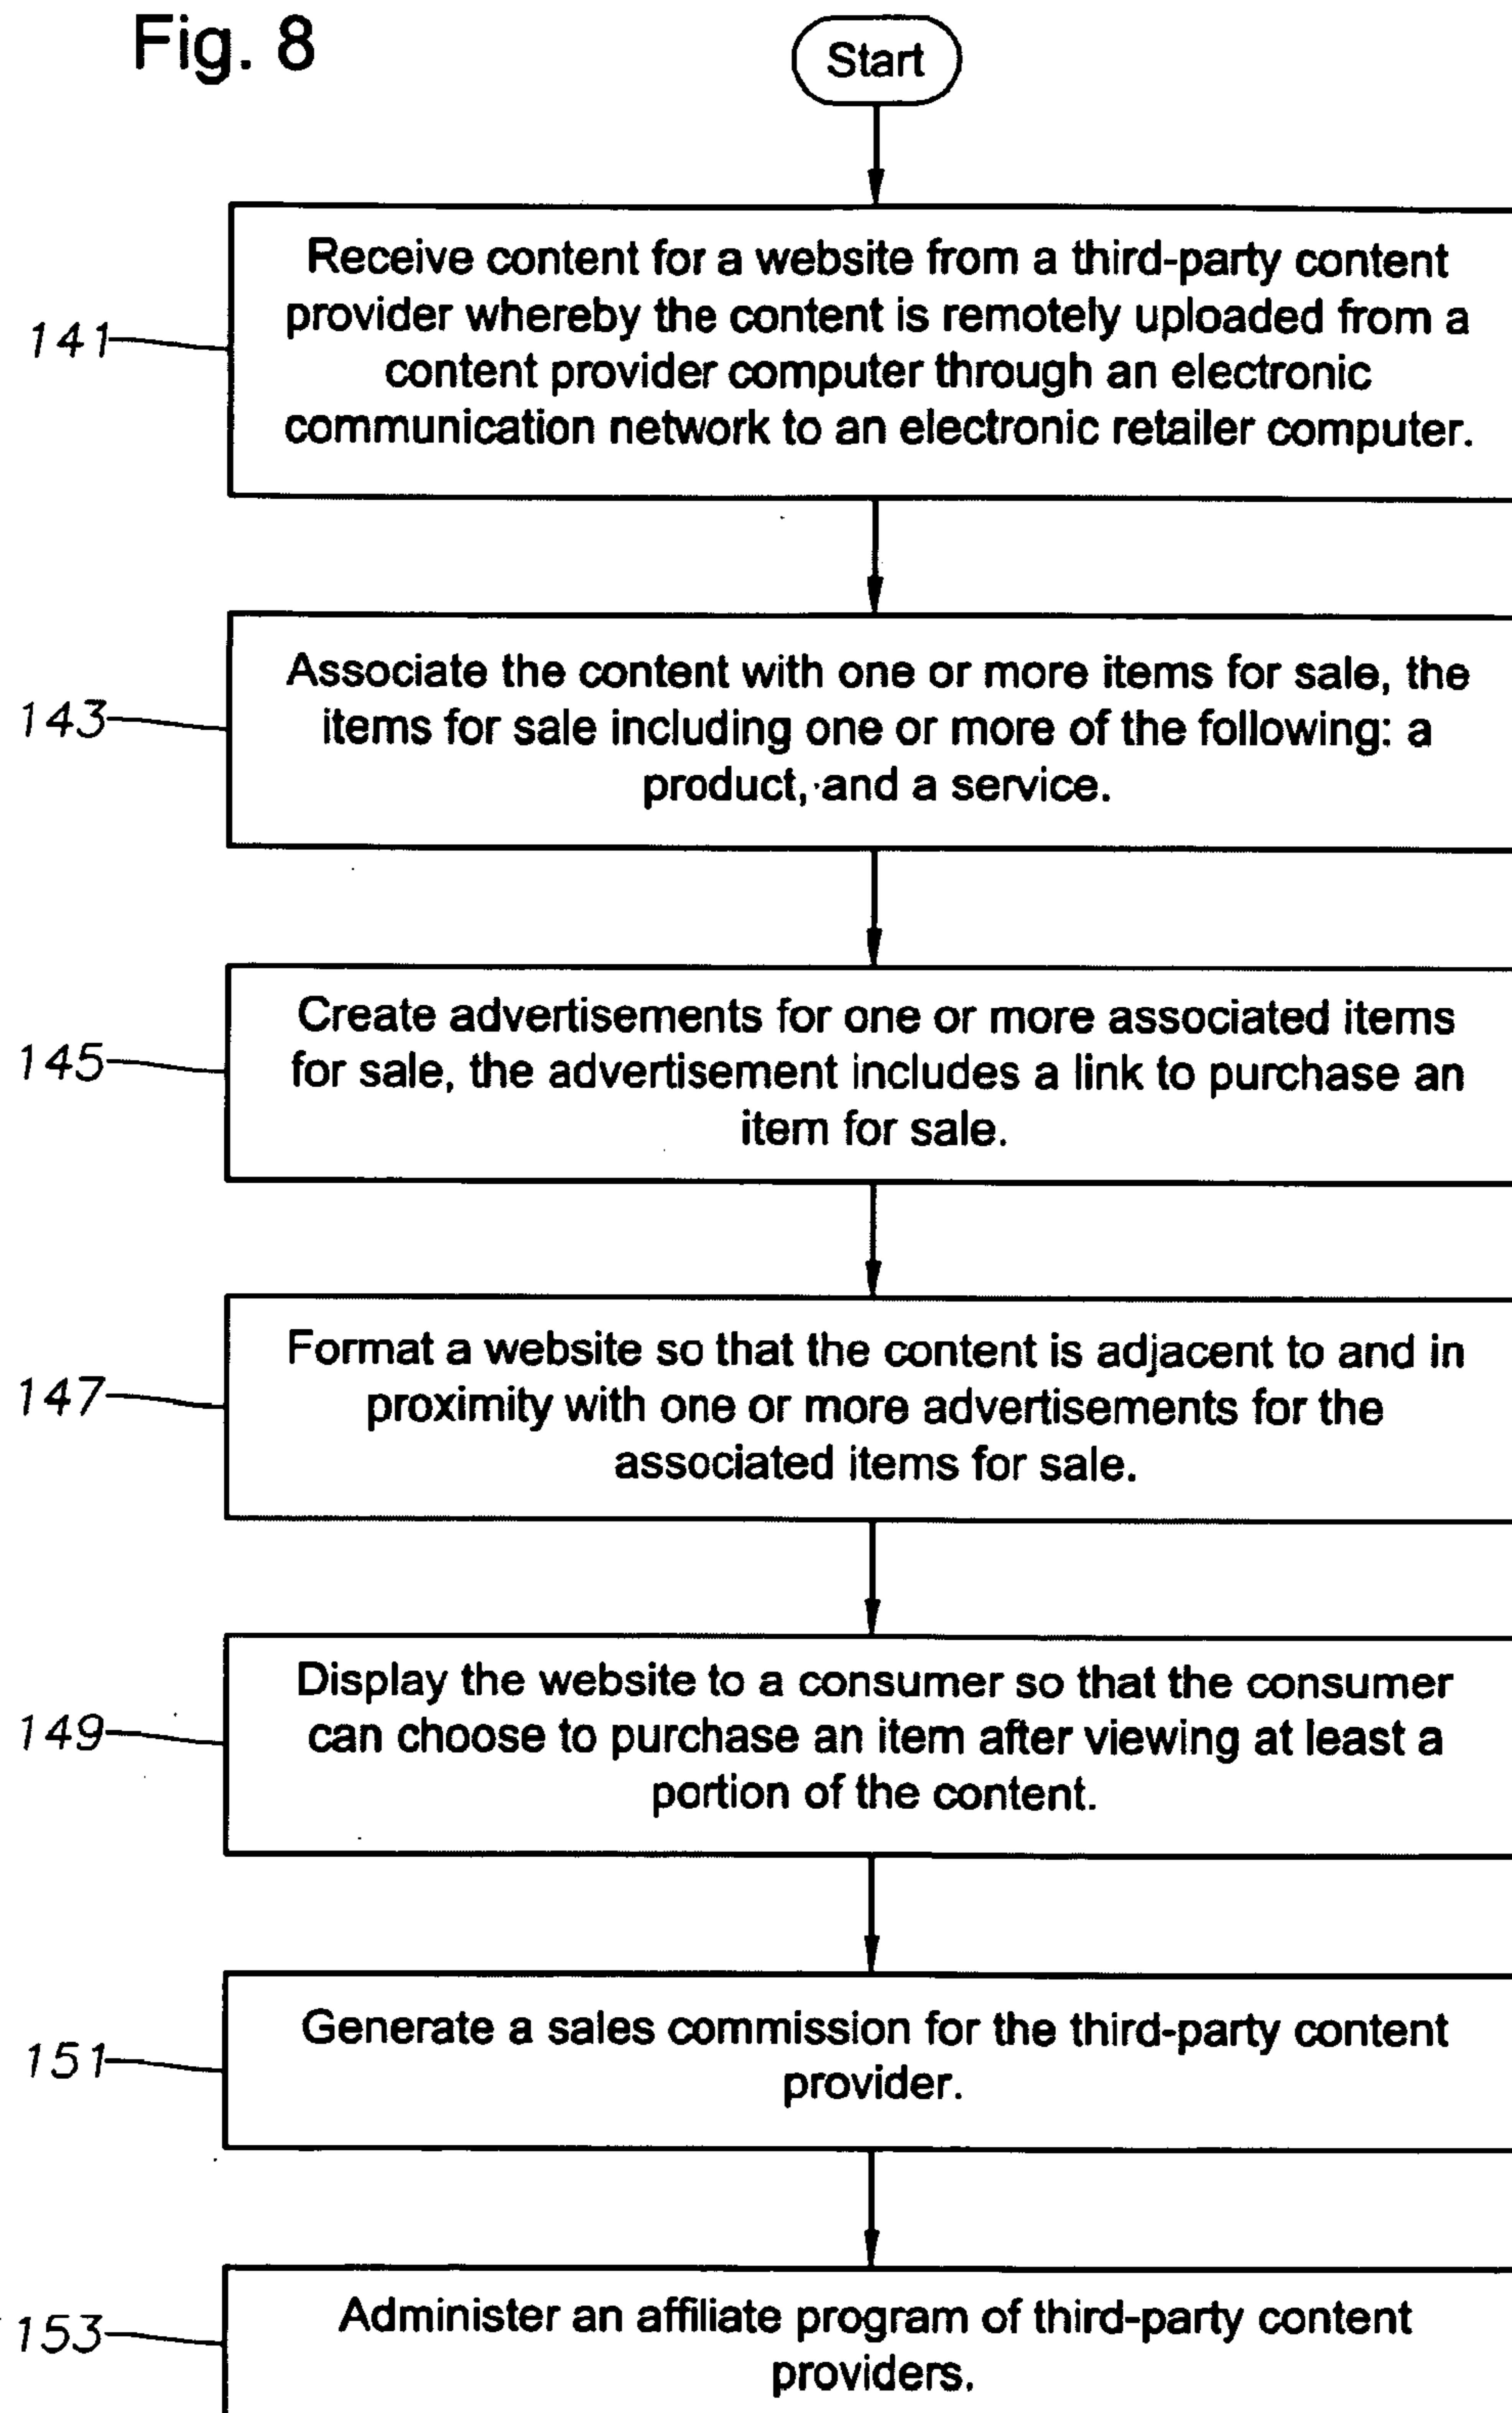 Fig. 8
Start
141
Receive content for a website from a third-party content
provider whereby the content is remotely uploaded from a
content provider computer through an electronic
communication network to an electronic retailer computer.
143
Associate the content with one or more items for sale, the
items for sale including one or more of the following: a
product, and a service.
145
Create advertisements for one or more associated items
for sale, the advertisement includes a link to purchase an
item for sale.
147
Format a website so that the content is adjacent to and in
proximity with one or more advertisements for the
associated items for sale.
149
Display the website to a consumer so that the consumer
can choose to purchase an item after viewing at least a
portion of the content.
151
Generate a sales commission for the third-party content
provider.
153
Administer an affiliate program of third-party content
providers.